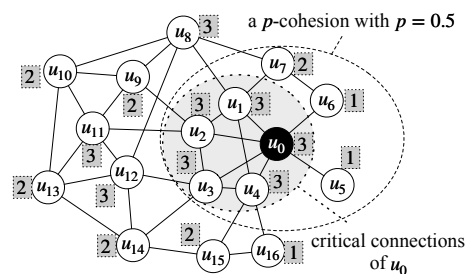 a p-cohesion with p = 0.5
u8 3
u10 2
u9 2
u7 2
u6 1
u1 3
u2 3
u11 3
u0 3
u5 1
u12 3
u13 2
u3 3
u4 3
u14 2
u15 2
u16 1
critical connections
of u0